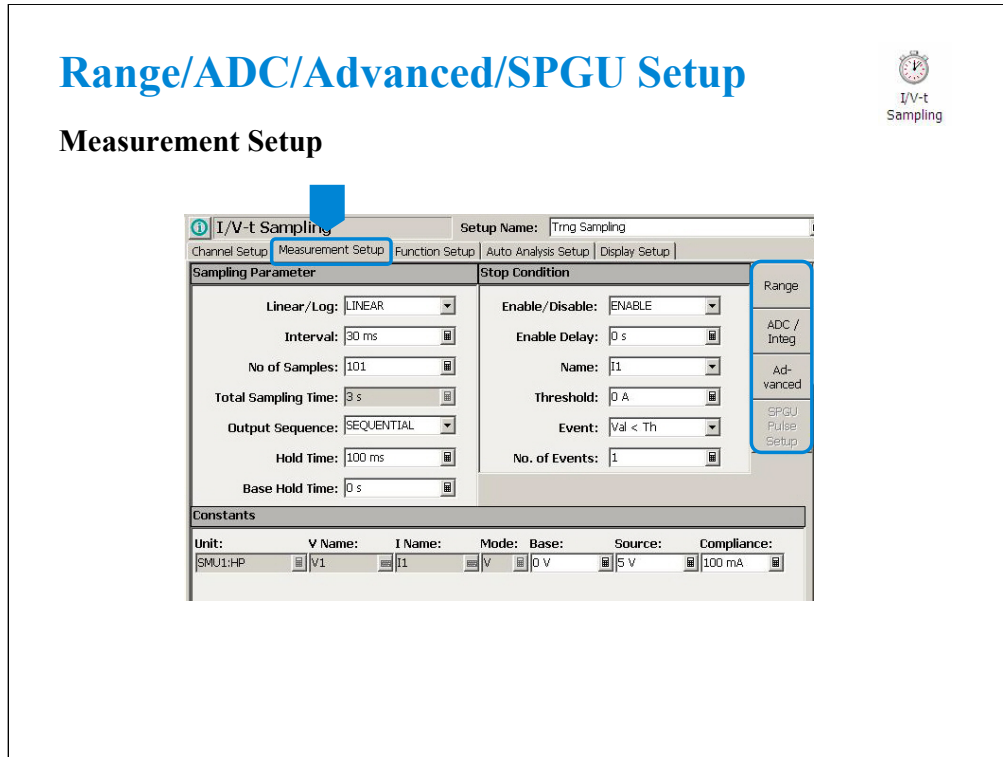 Range/ADC/Advanced/SPGU Setup
I/V-t
Sampling
Measurement Setup
I/V-t Sampling
Setup Name: Trng Sampling
Channel Setup Measurement Setup Function Setup Auto Analysis Setup Display Setup
Sampling Parameter
Linear/Log: LINEAR
Interval: 30 ms
No of Samples: 101
Total Sampling Time: 3 s
Output Sequence: SEQUENTIAL
Hold Time: 100 ms
Base Hold Time: 0 s
Stop Condition
Enable/Disable: ENABLE
Enable Delay: 0 s
Name: I1
Threshold: 0 A
Event: Val < Th
No. of Events: 1
Range
ADC /
Integ
Ad-
vanced
SPGU
Pulse
Setup
Constants
Unit: V Name: I Name: Mode: Base: Source: Compliance:
SMU1:HP V1 I1 V 0 V 5 V 100 mA